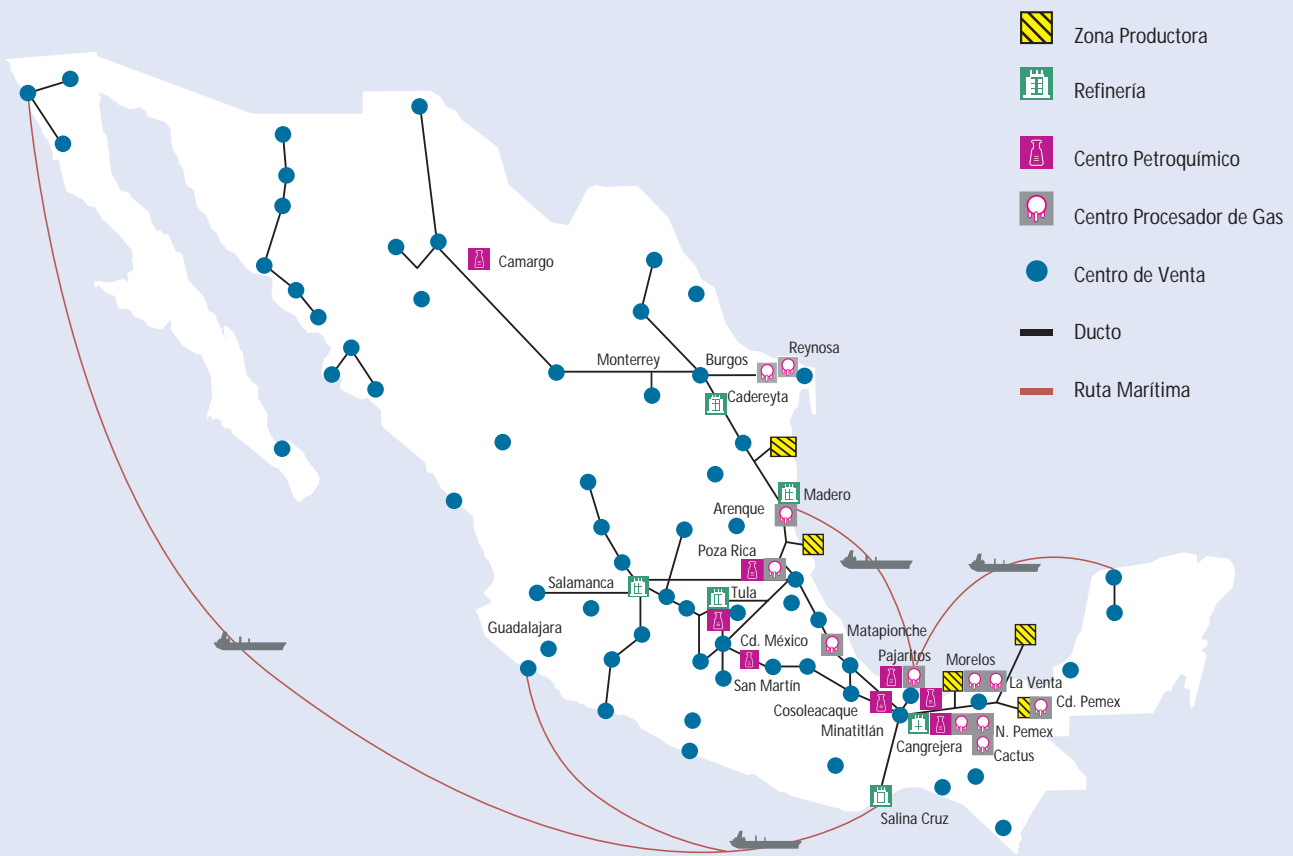 Zona Productora
Refinería
Centro Petroquímico
Centro Procesador de Gas
Centro de Venta
Ducto
Ruta Marítima
Camargo
Reynosa
Monterrey
Burgos
Cadereyta
Madero
Arenque
Poza Rica
Salamanca
Tula
Guadalajara
Cd. México
Matapionche
Pajaritos
Morelos
San Martín
La Venta
Cosoleacaque
Cd. Pemex
Minatitlán
N. Pemex
Cangrejera
Cactus
Salina Cruz